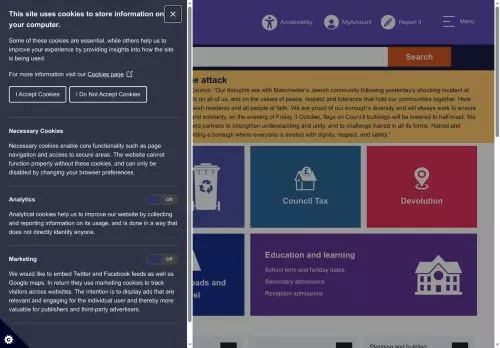 This site uses cookies to store information on
your computer.
Some of these cookies are essential, while others help us to
improve your experience by providing insights into how the site
is being used.
For more information visit our Cookies page
I Accept Cookies
I Do Not Accept Cookies
Necessary Cookies
Necessary cookies enable core functionality such as page
navigation and access to secure areas. The website cannot
function properly without these cookies, and can only be
disabled by changing your browser preferences.
Analytics
Off
Analytical cookies help us to improve our website by collecting
and reporting information on its usage, and is done in a way that
does not directly identify anyone.
Marketing
Off
We would like to embed Twitter and Facebook feeds as well as
Google maps. In return they use marketing cookies to track
visitors across websites. The intention is to display ads that are
relevant and engaging for the individual user and thereby more
valuable for publishers and third-party advertisers.
Accessibility
MyAccount
Report it
Menu
Search
e attack
Council: "Our thoughts are with Manchester's Jewish community following yesterday's shocking incident at
ck on all of us, and on the values of peace, respect and tolerance that hold our communities together. Here
ish residents and all people of faith. We are proud of our borough's diversity and will always work to ensure
and solidarity, on the evening of Friday 3 October, flags on Council buildings will be lowered to half-mast. We
and partners to strengthen understanding and unity, and to challenge hatred in all its forms. Hatred and
lding a borough where everyone is treated with dignity, respect, and safety."
Council Tax
Devolution
ads and
el
Education and learning
School term and holiday dates
Secondary admissions
Reception admissions
Planning and building